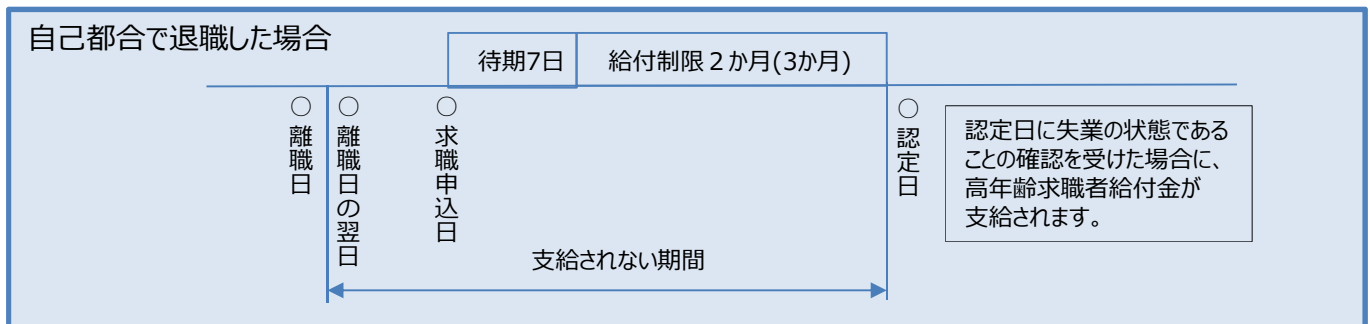 自己都合で退職した場合
待期7日
給付制限２か月(3か月)
○離職日
○離職日の翌日
○求職申込日
○認定日
認定日に失業の状態である
ことの確認を受けた場合に、
高年齢求職者給付金が
支給されます。
支給されない期間